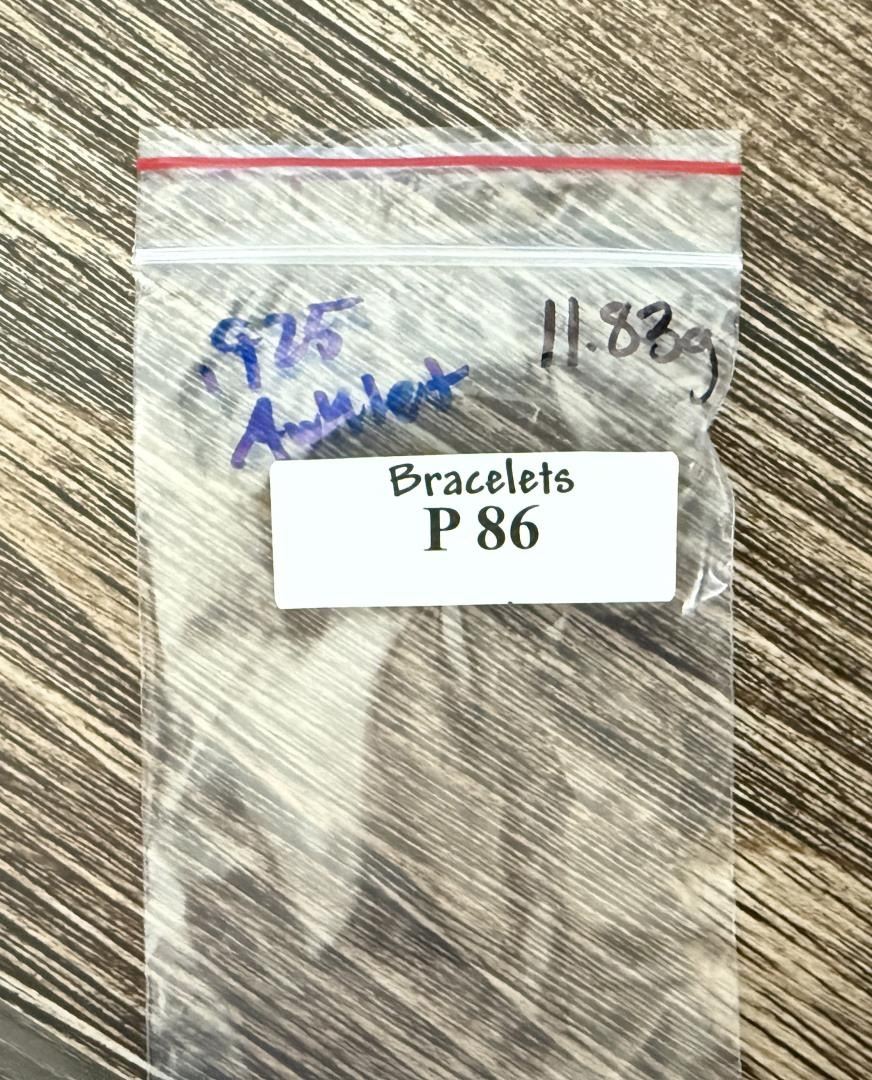 .925
11.83g
Anklet
Bracelets
P 86